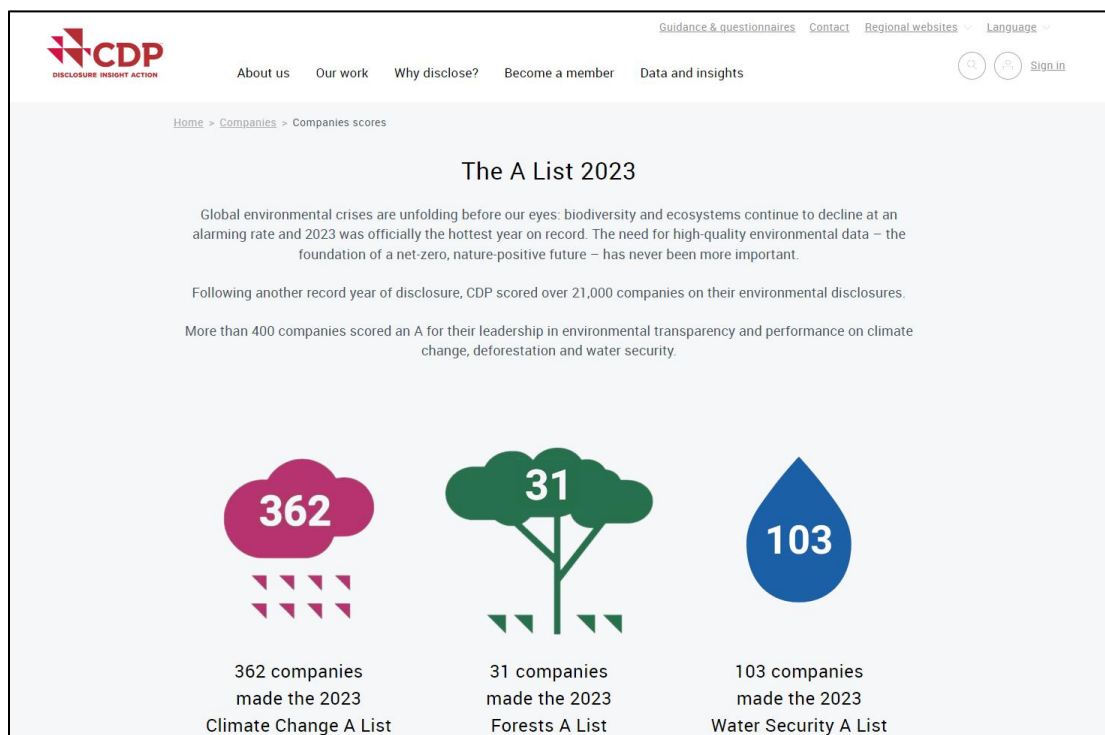 Guidance & questionnaires Contact Regional websites Language
CDP
DISCLOSURE INSIGHT ACTION
About us Our work Why disclose? Become a member Data and insights
Sign in
Home > Companies > Companies scores
The A List 2023
Global environmental crises are unfolding before our eyes: biodiversity and ecosystems continue to decline at an
alarming rate and 2023 was officially the hottest year on record. The need for high-quality environmental data – the
foundation of a net-zero, nature-positive future – has never been more important.
Following another record year of disclosure, CDP scored over 21,000 companies on their environmental disclosures.
More than 400 companies scored an A for their leadership in environmental transparency and performance on climate
change, deforestation and water security.
362
31
103
362 companies
made the 2023
Climate Change A List
31 companies
made the 2023
Forests A List
103 companies
made the 2023
Water Security A List